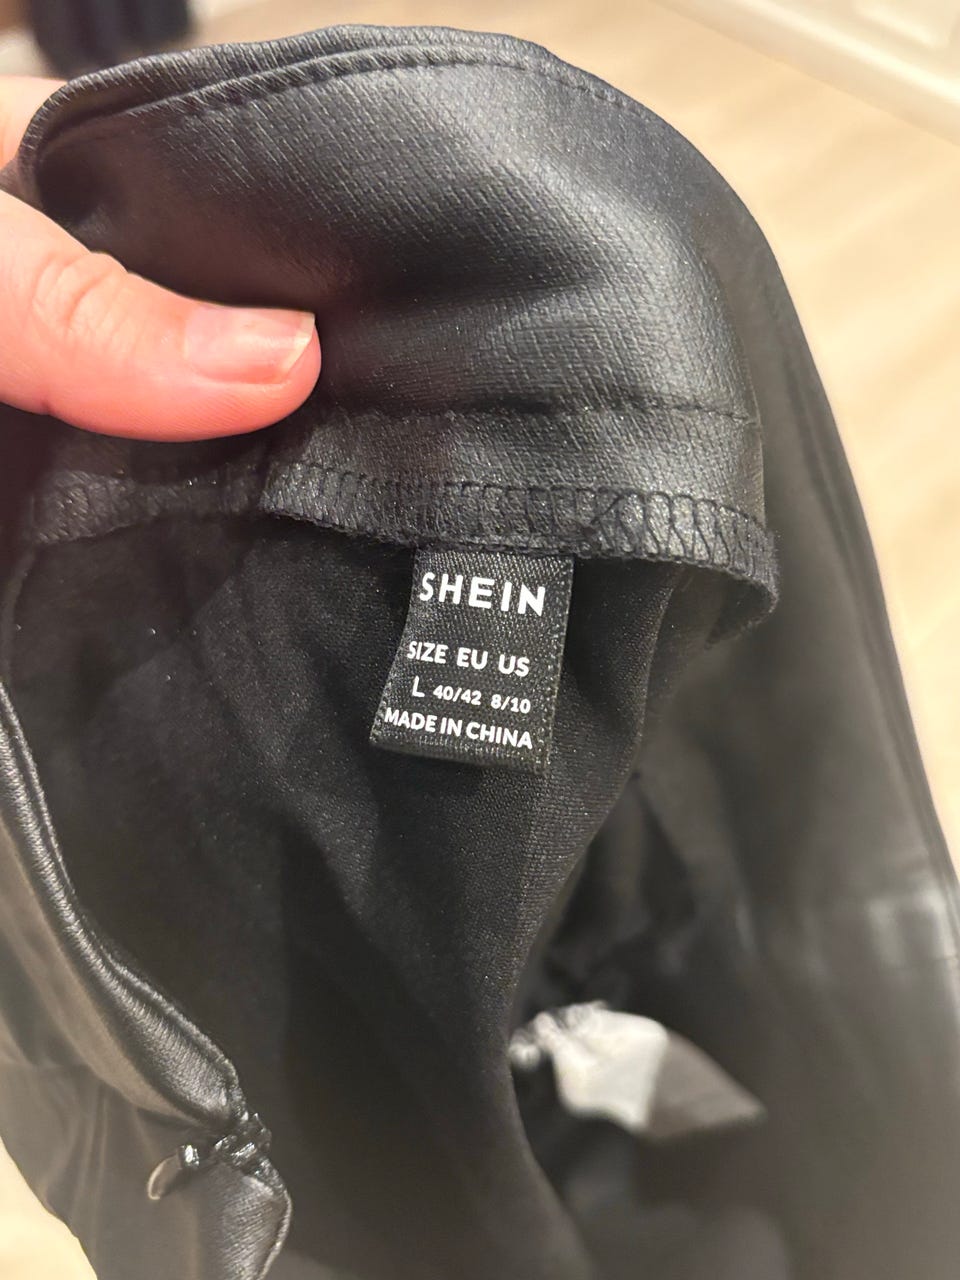 SHEIN
SIZE EU US
L 40/42 8/10
MADE IN CHINA